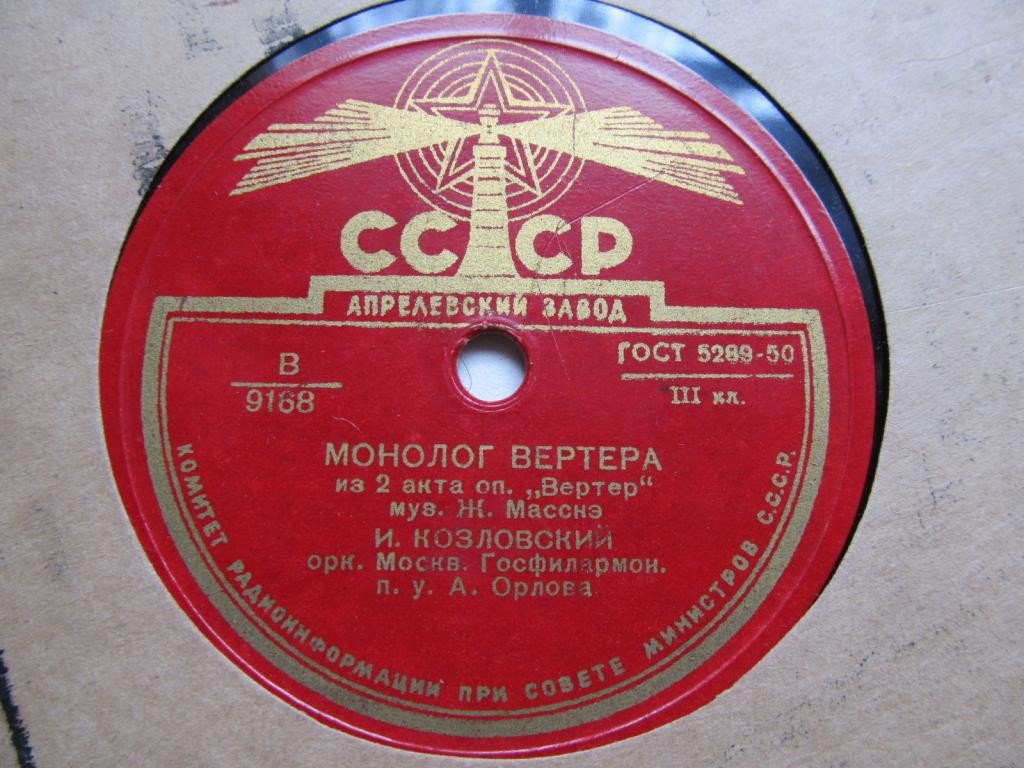 СССР
АПРЕЛЕВСКИЙ ЗАВОД
В
9168
ГОСТ 5289-50
III кл.
МОНОЛОГ ВЕРТЕРА
из 2 акта оп. „Вертер“
муз. Ж. Масснэ
И. КОЗЛОВСКИЙ
орк. Москв. Госфилармон.
п. у. А. Орлова
КОМИТЕТ РАДИОИНФОРМАЦИИ ПРИ СОВЕТЕ МИНИСТРОВ С.С.С.Р.